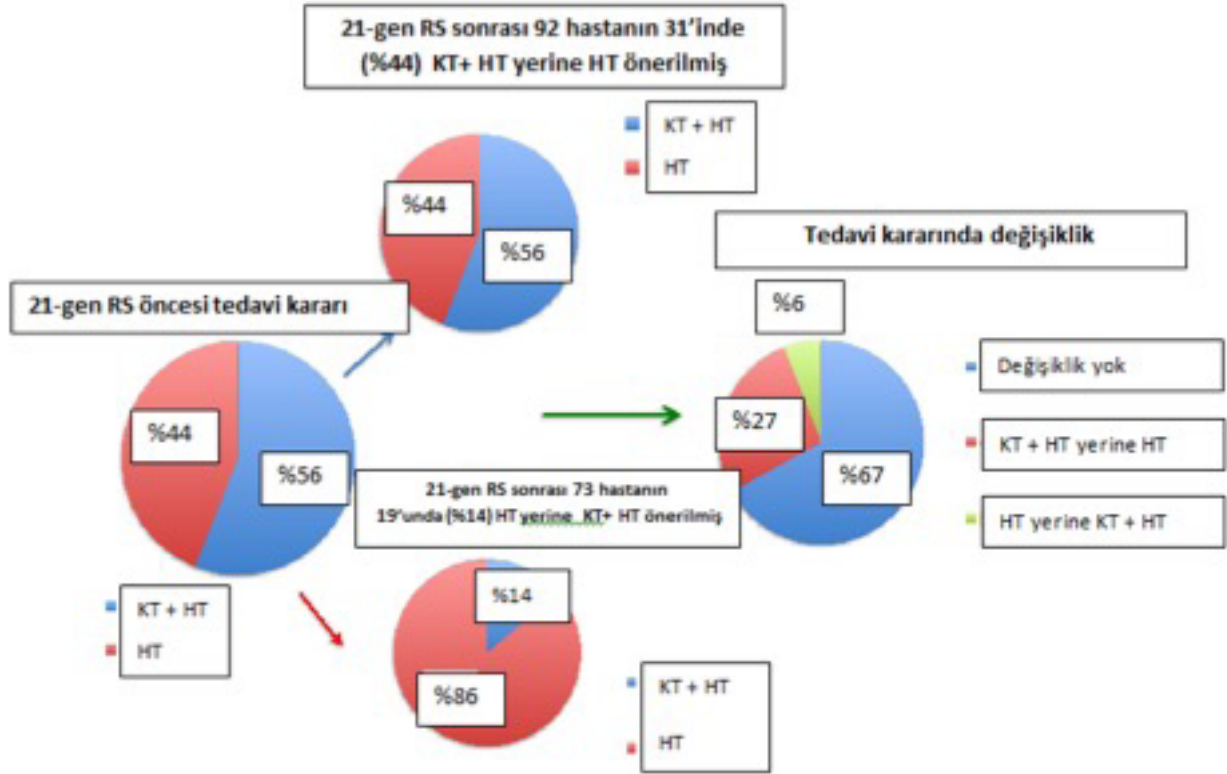 21-gen RS sonrası 92 hastanın 31'inde
(%44) KT+ HT yerine HT önerilmiş
KT + HT
HT
%44
%56
Tedavi kararında değişiklik
21-gen RS öncesi tedavi kararı
%6
Değişiklik yok
%44
%56
%27
%67
KT + HT yerine HT
21-gen RS sonrası 73 hastanın
19'unda (%14) HT yerine KT+ HT önerilmiş
HT yerine KT + HT
KT + HT
HT
%14
%86
KT + HT
HT